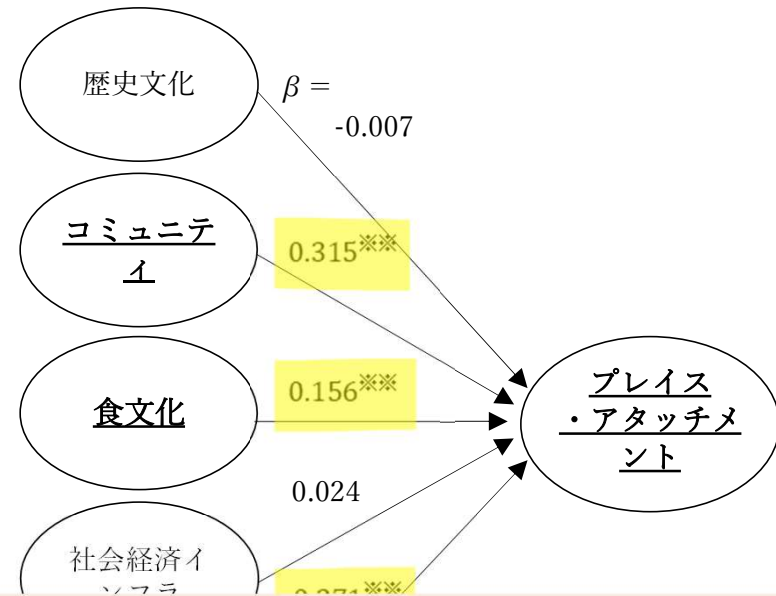 歴史文化
β =
-0.007
コミュニテ
ィ
0.315※※
食文化
0.156※※
プレイス
・アタッチメ
ント
0.024
社会経済イ